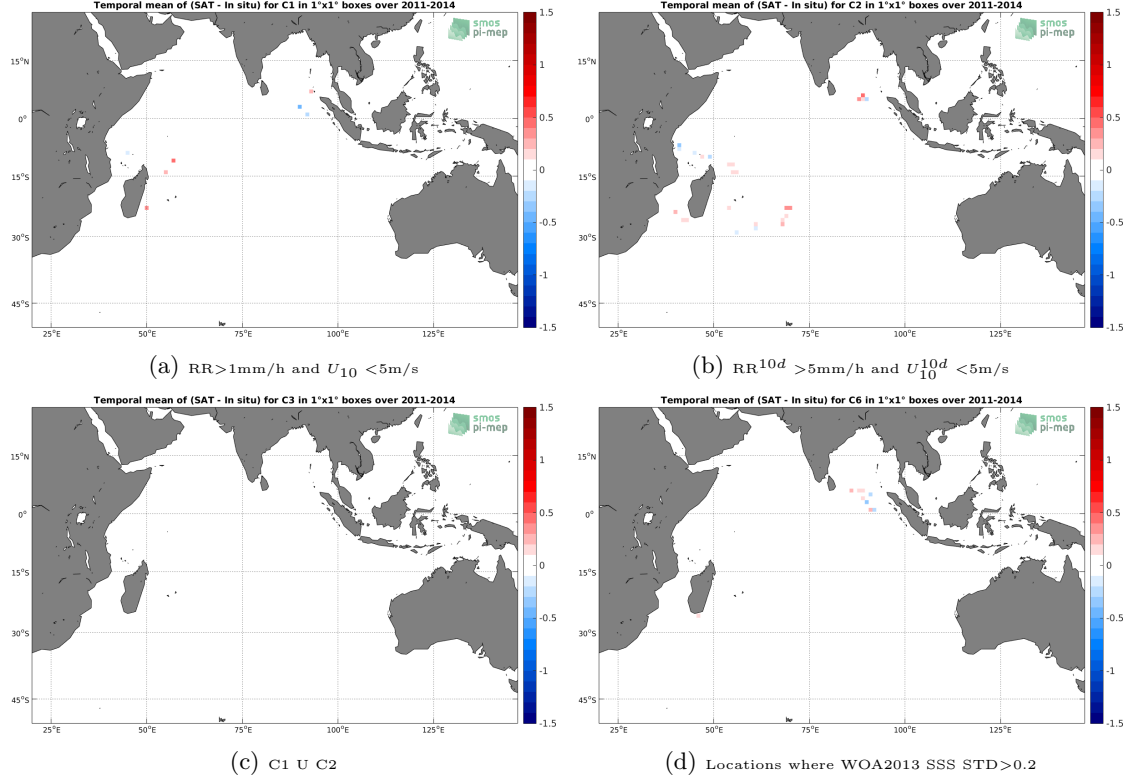 Temporal mean of (SAT - In situ) for C1 in 1°x1° boxes over 2011-2014
smos
pi-mep
15°N
0°
15°S
30°S
45°S
25°E
50°E
75°E
100°E
125°E
1.5
1
0.5
0
-0.5
-1
-1.5
(a) RR>1mm/h and U10 <5m/s
Temporal mean of (SAT - In situ) for C2 in 1°x1° boxes over 2011-2014
smos
pi-mep
15°N
0°
15°S
30°S
45°S
25°E
50°E
75°E
100°E
125°E
1.5
1
0.5
0
-0.5
-1
-1.5
(b) RR^10d >5mm/h and U10^10d <5m/s
Temporal mean of (SAT - In situ) for C3 in 1°x1° boxes over 2011-2014
smos
pi-mep
15°N
0°
15°S
30°S
45°S
25°E
50°E
75°E
100°E
125°E
1.5
1
0.5
0
-0.5
-1
-1.5
(c) C1 U C2
Temporal mean of (SAT - In situ) for C6 in 1°x1° boxes over 2011-2014
smos
pi-mep
15°N
0°
15°S
30°S
45°S
25°E
50°E
75°E
100°E
125°E
1.5
1
0.5
0
-0.5
-1
-1.5
(d) Locations where WOA2013 SSS STD>0.2